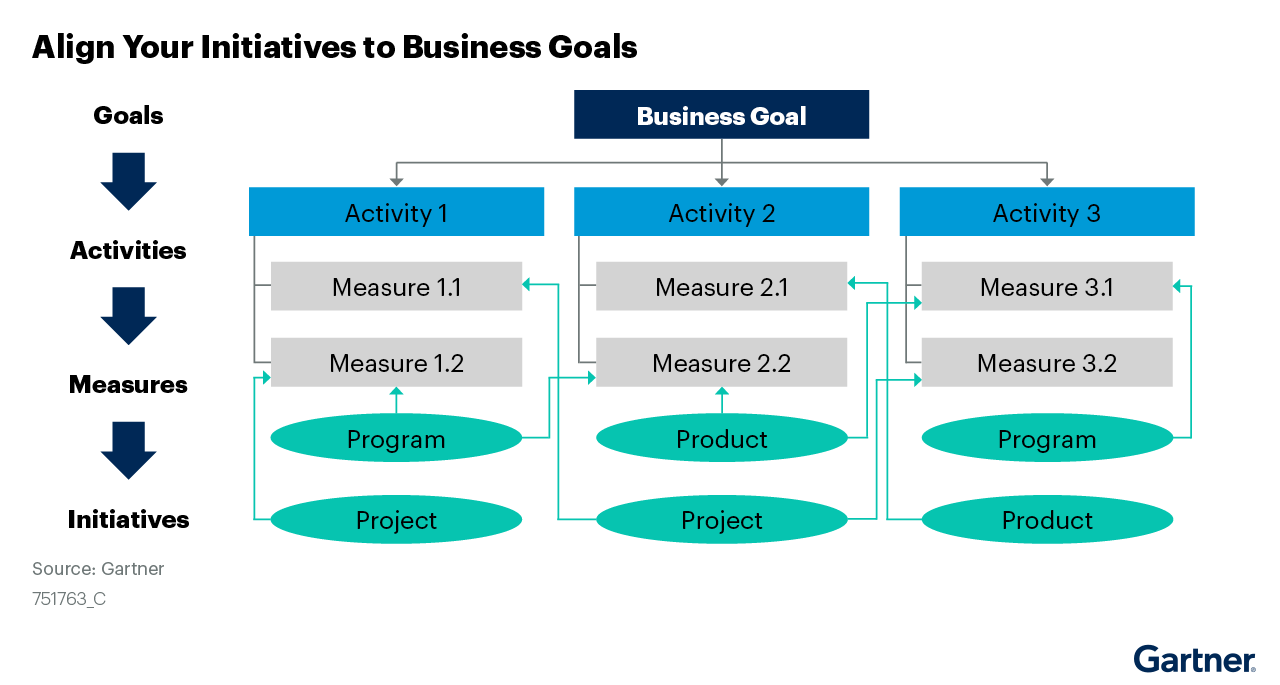 Align Your Initiatives to Business Goals
Goals
Business Goal
Activity 1
Activity 2
Activity 3
Activities
Measure 1.1
Measure 2.1
Measure 3.1
Measure 1.2
Measure 2.2
Measure 3.2
Measures
Program
Product
Program
Initiatives
Project
Project
Product
Source: Gartner
751763_C
Gartner®